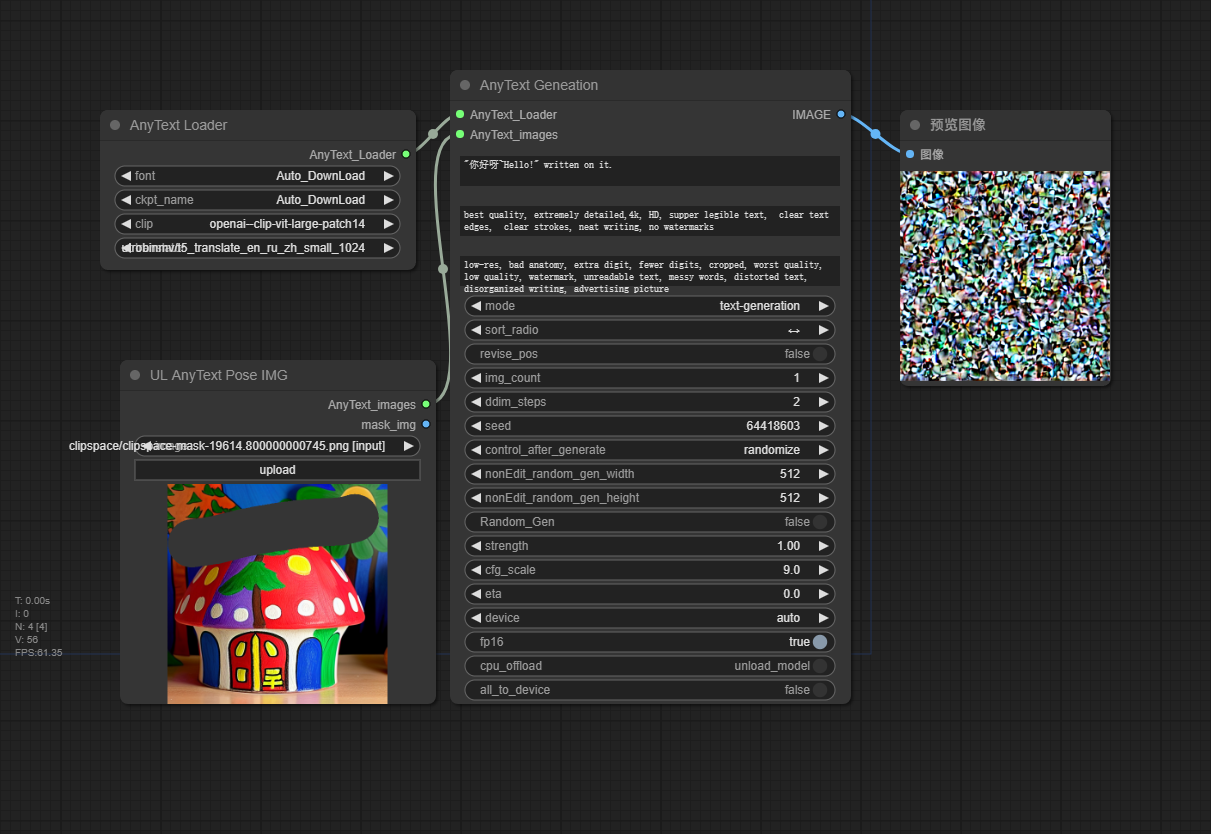 AnyText Loader
AnyText_Loader
font Auto_DownLoad
ckpt_name Auto_DownLoad
clip openai--clip-vit-large-patch14
utrobinmv/t5_translate_en_ru_zh_small_1024
UL AnyText Pose IMG
AnyText_images
mask_img
clipspace/clipspace-mask-19614.800000000745.png [input]
upload
T: 0.00s
I: 0
N: 4 [4]
V: 56
FPS:61.35
AnyText Geneation
AnyText_Loader IMAGE
AnyText_images
"你好呀~Hello!" written on it.
best quality, extremely detailed,4k, HD, supper legible text, clear text
edges, clear strokes, neat writing, no watermarks
low-res, bad anatomy, extra digit, fewer digits, cropped, worst quality,
low quality, watermark, unreadable text, messy words, distorted text,
disorganized writing, advertising picture
mode text-generation
sort_radio ↔
revise_pos false
img_count 1
ddim_steps 2
seed 64418603
control_after_generate randomize
nonEdit_random_gen_width 512
nonEdit_random_gen_height 512
Random_Gen false
strength 1.00
cfg_scale 9.0
eta 0.0
device auto
fp16 true
cpu_offload unload_model
all_to_device false
预览图像
图像